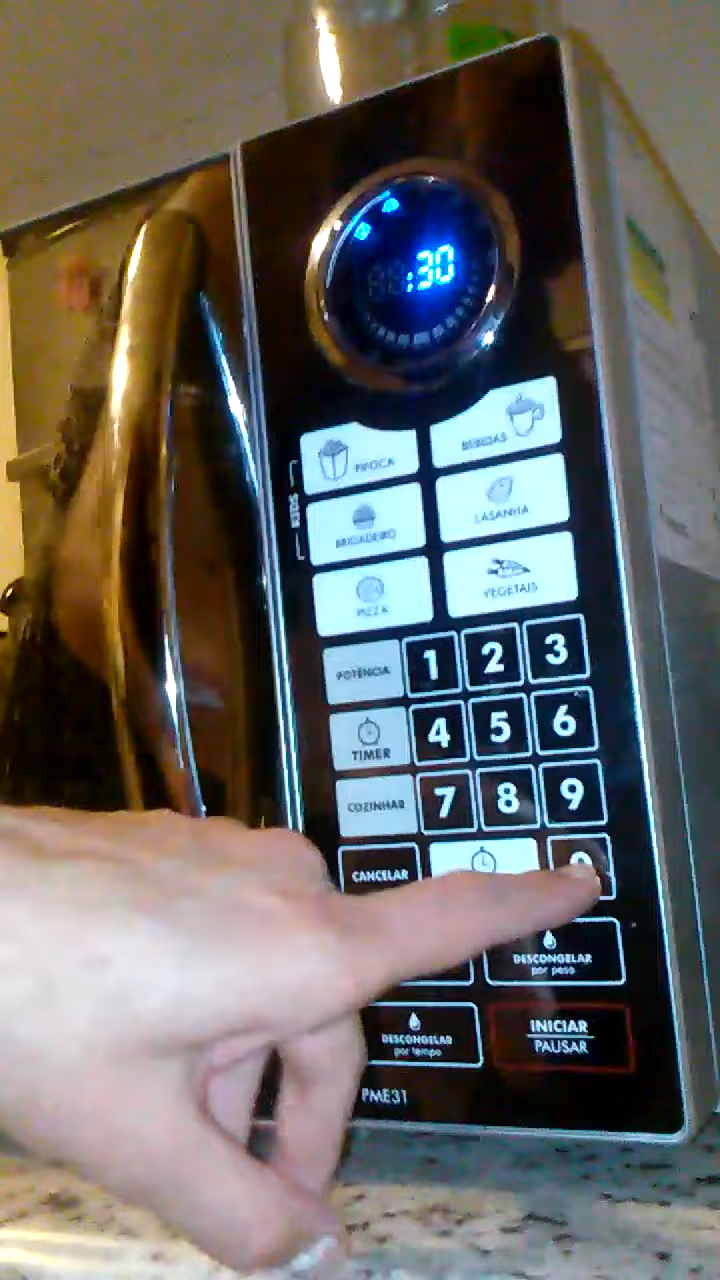 :30
PIPOCA
BEBIDAS
BRIGADEIRO
LASANHA
PIZZA
VEGETAIS
POTÊNCIA
1 2 3
TIMER
4 5 6
COZINHAR
7 8 9
CANCELAR
DESCONGELAR
por peso
DESCONGELAR
por tempo
INICIAR
PAUSAR
PME31